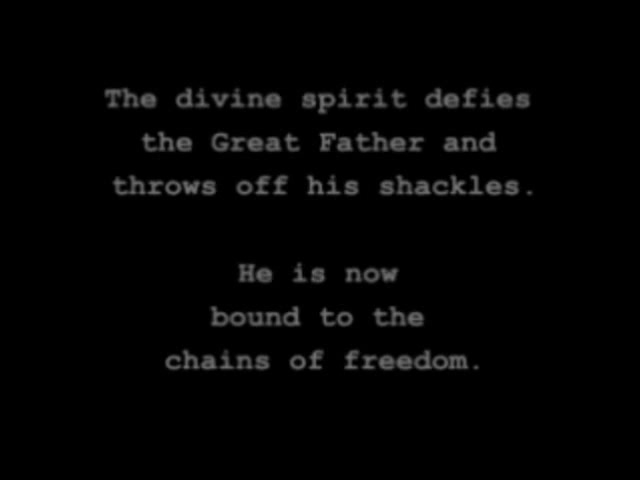 The divine spirit defies
the Great Father and
throws off his shackles.
He is now
bound to the
chains of freedom.